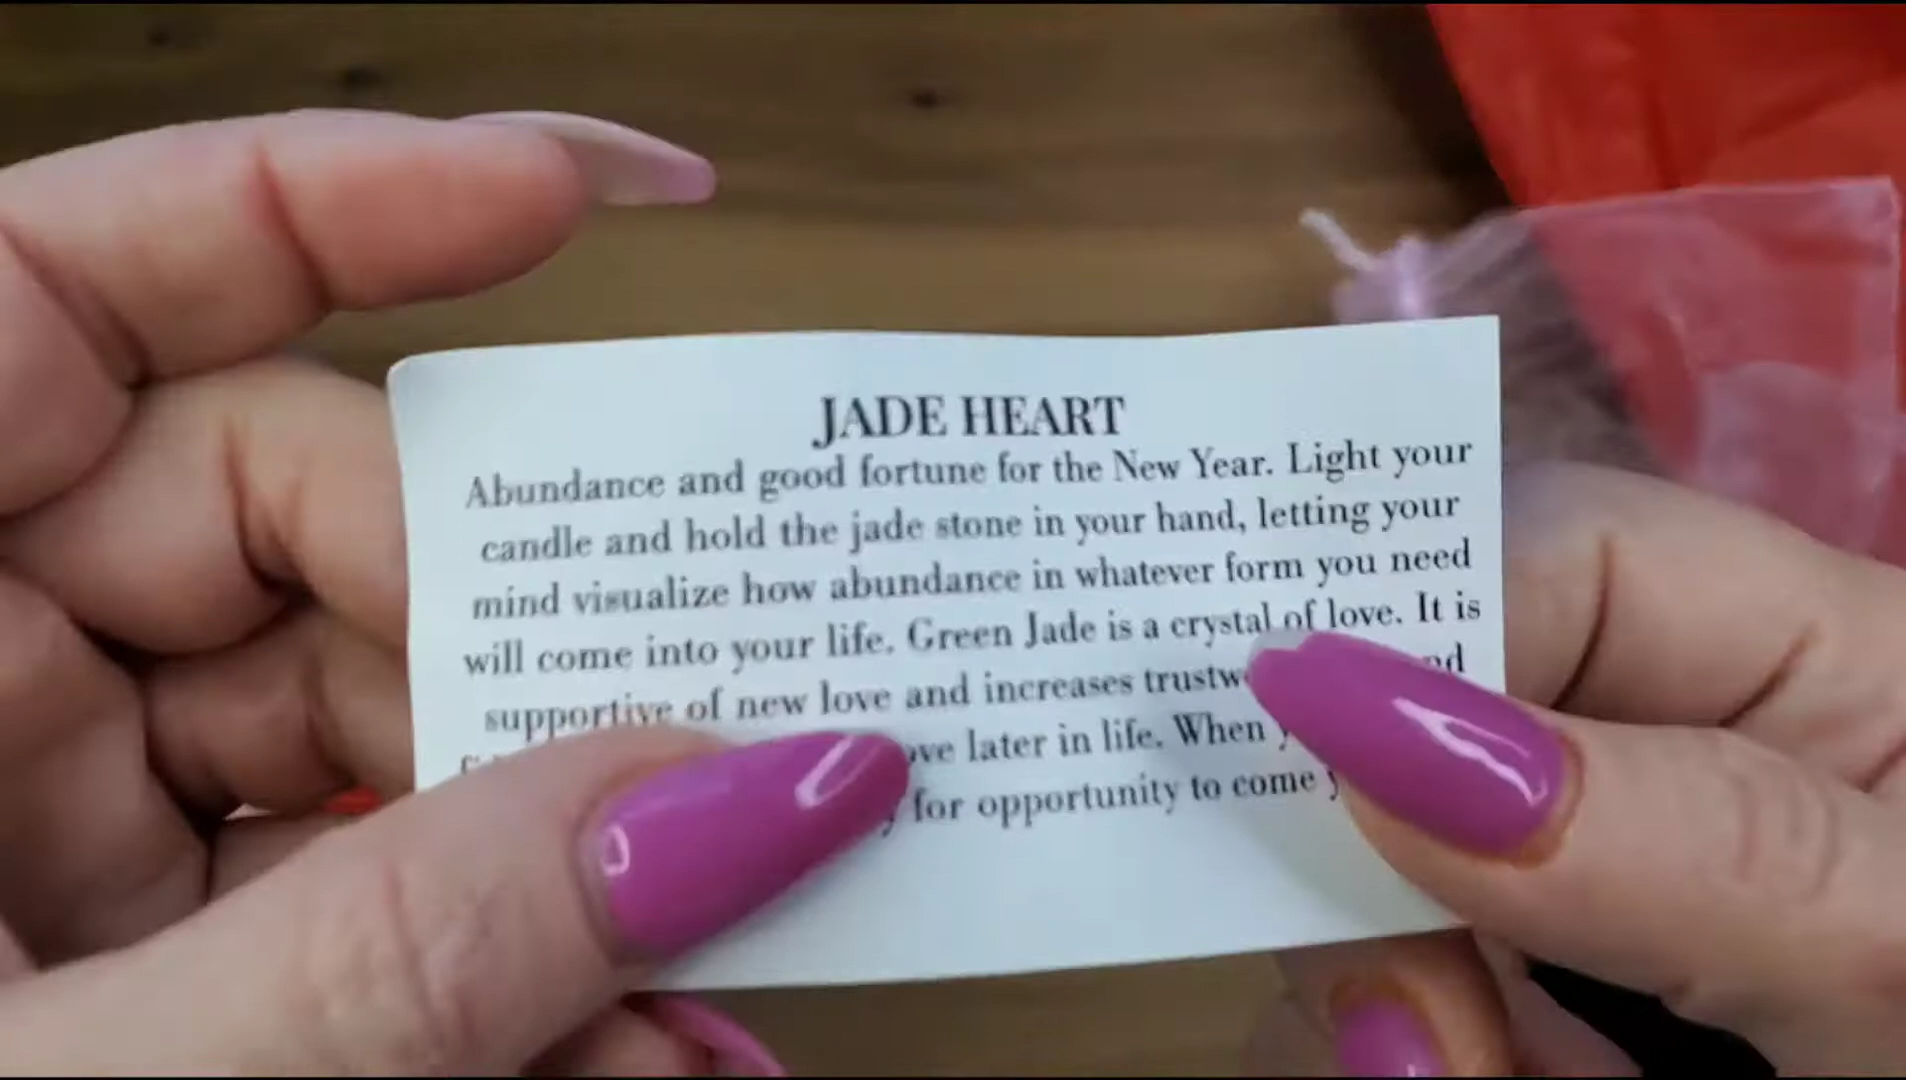 JADE HEART
Abundance and good fortune for the New Year. Light your
candle and hold the jade stone in your hand, letting your
mind visualize how abundance in whatever form you need
will come into your life. Green Jade is a crystal of love. It is
supportive of new love and increases
later in life. When
for opportunity to come